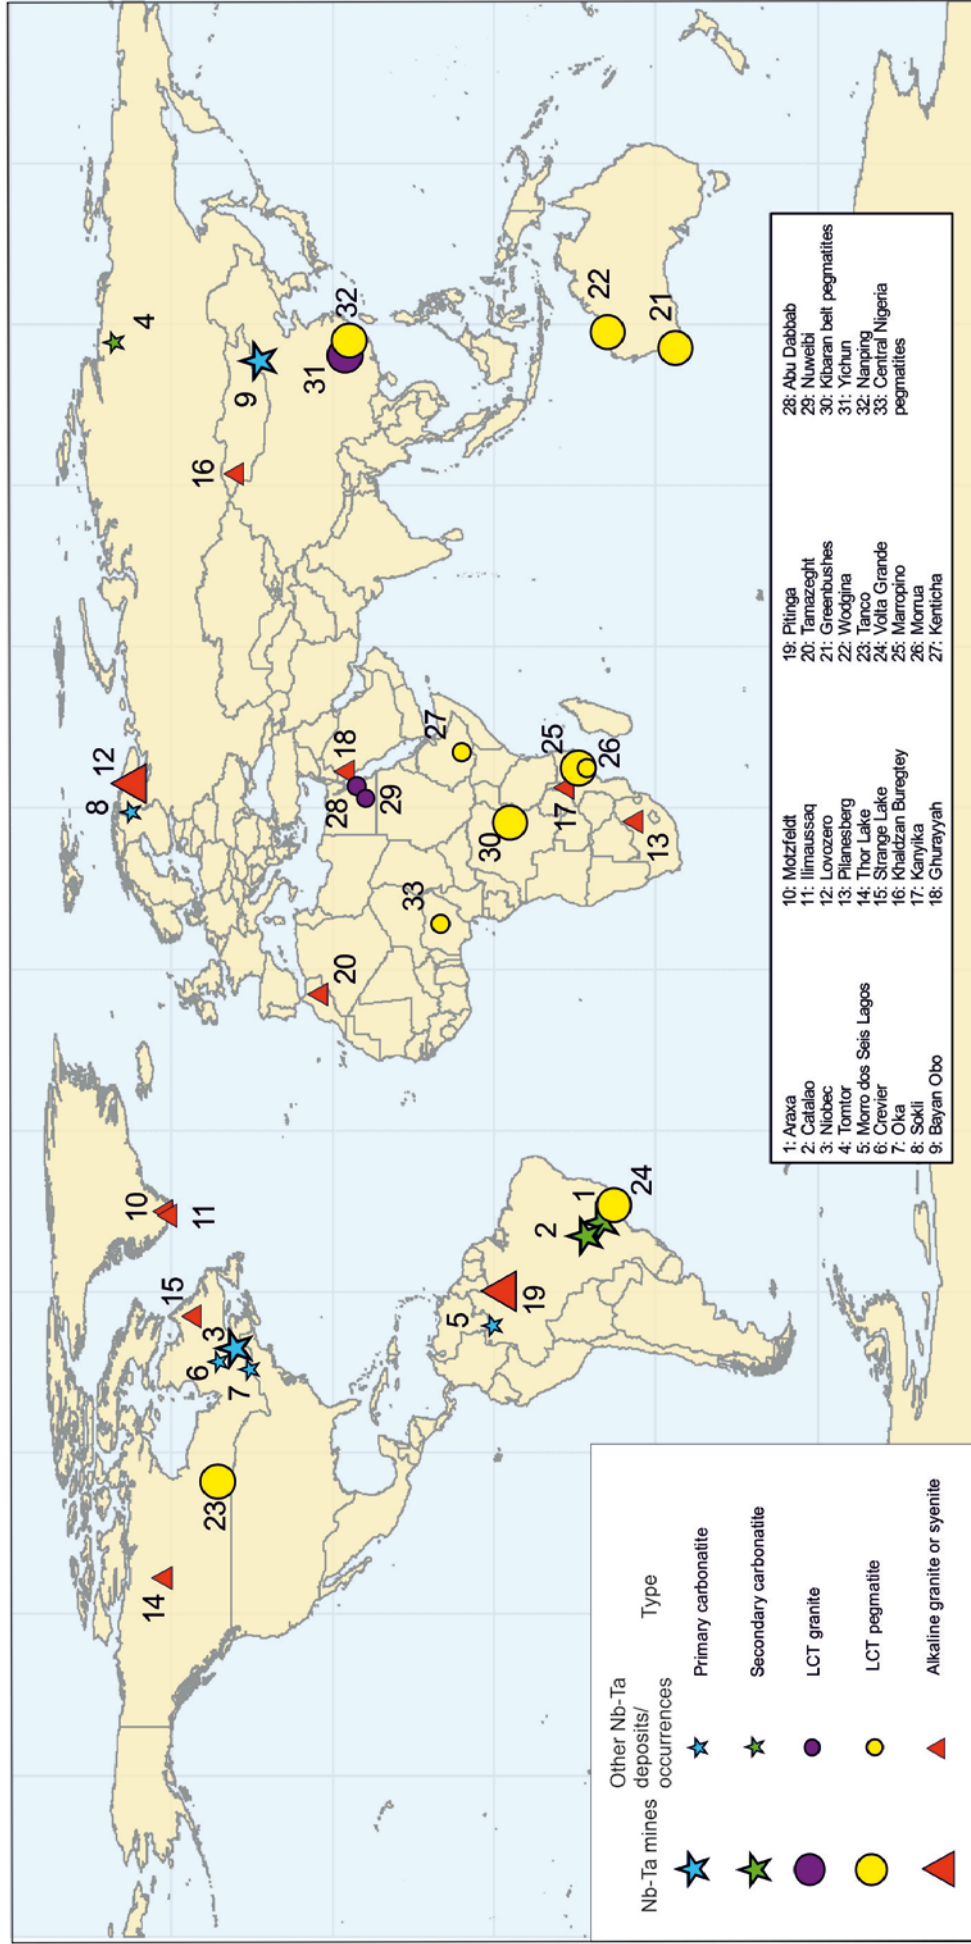 12
8
4
10
11
15
14
16
9
3
6
7
23
32
31
20
18
28
29
33
27
5
19
30
22
2
1
24
17
25
26
13
21
Nb-Ta mines
Other Nb-Ta
deposits/
occurrences
Type
Primary carbonatite
Secondary carbonatite
LCT granite
LCT pegmatite
Alkaline granite or syenite
1: Araxa
2: Catalao
3: Niobec
4: Tomtor
5: Morro dos Seis Lagos
6: Crevier
7: Oka
8: Sokli
9: Bayan Obo
10: Motzfeldt
11: Ilimaussaq
12: Lovozero
13: Pilanesberg
14: Thor Lake
15: Strange Lake
16: Khaldzan Buregtey
17: Kanyika
18: Ghurayyah
19: Pitinga
20: Tamazeght
21: Greenbushes
22: Wodgina
23: Tanco
24: Volta Grande
25: Marropino
26: Morrua
27: Kenticha
28: Abu Dabbab
29: Nuweibi
30: Kibaran belt pegmatites
31: Yichun
32: Nanping
33: Central Nigeria
pegmatites